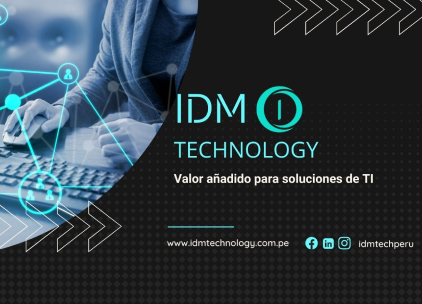 IDM
TECHNOLOGY
Valor añadido para soluciones de TI
www.idmtechnology.com.pe
idmtechperu